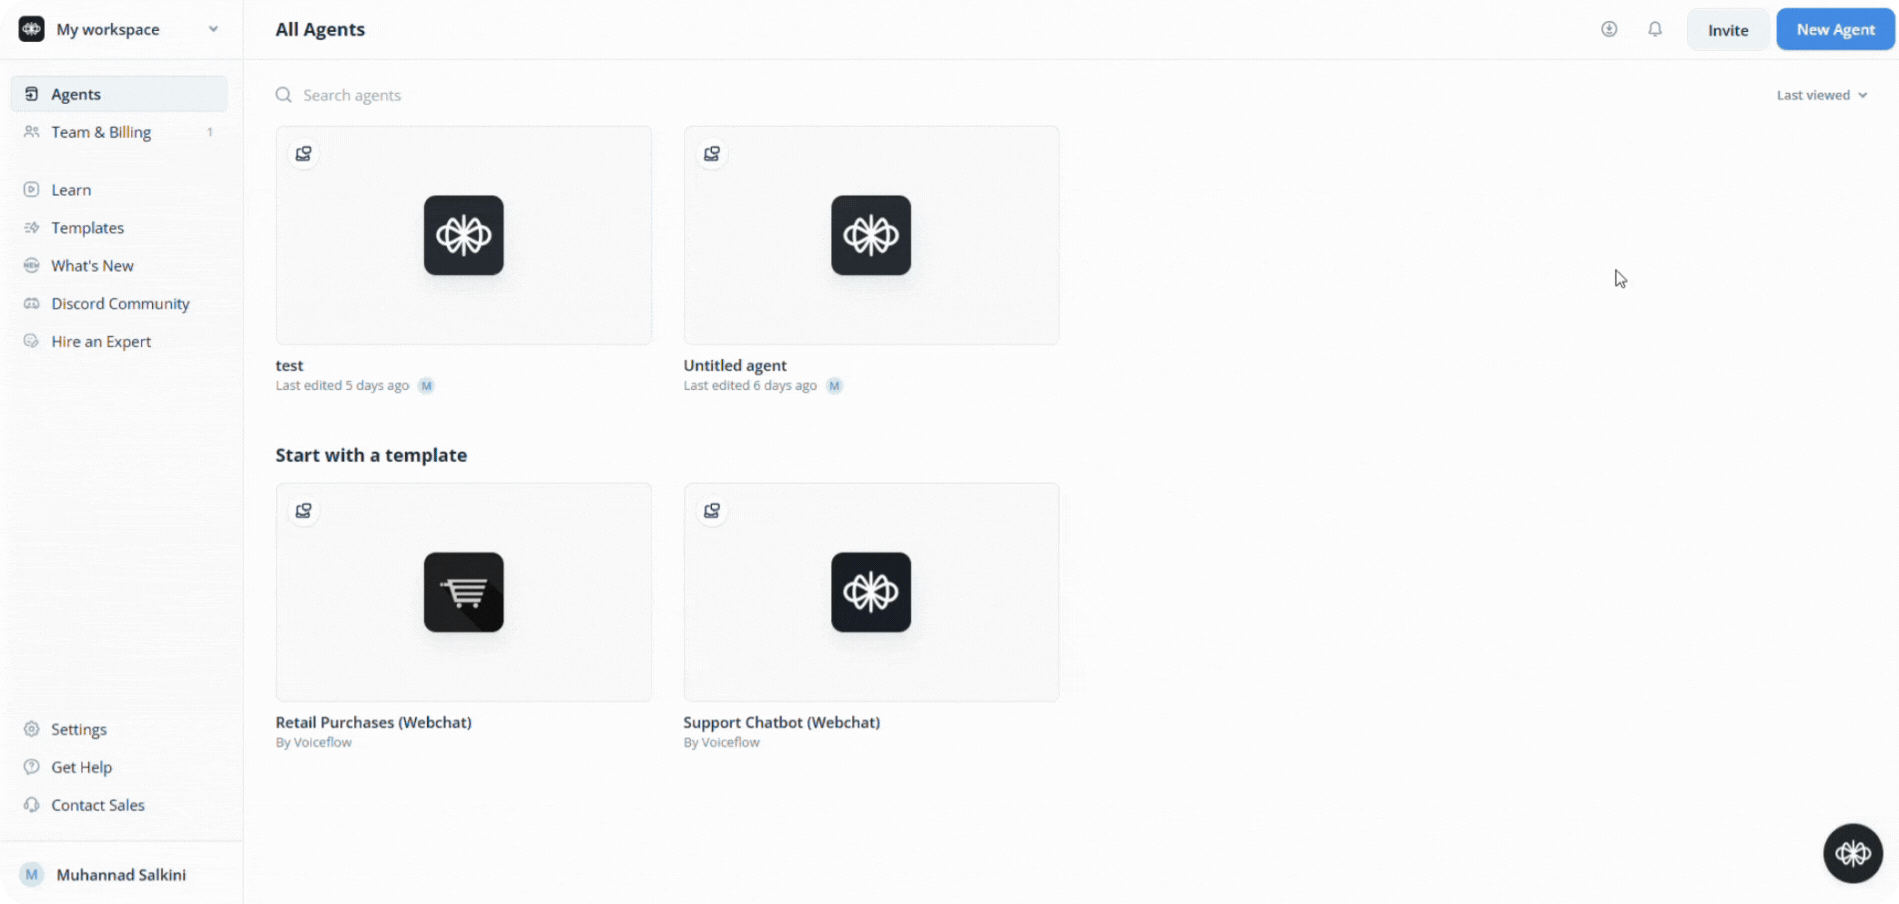 My workspace
All Agents
Invite
New Agent
Agents
Team & Billing 1
Learn
Templates
What's New
Discord Community
Hire an Expert
Settings
Get Help
Contact Sales
M Muhannad Salkini
Search agents
Last viewed
test
Last edited 5 days ago M
Untitled agent
Last edited 6 days ago M
Start with a template
Retail Purchases (Webchat)
By Voiceflow
Support Chatbot (Webchat)
By Voiceflow